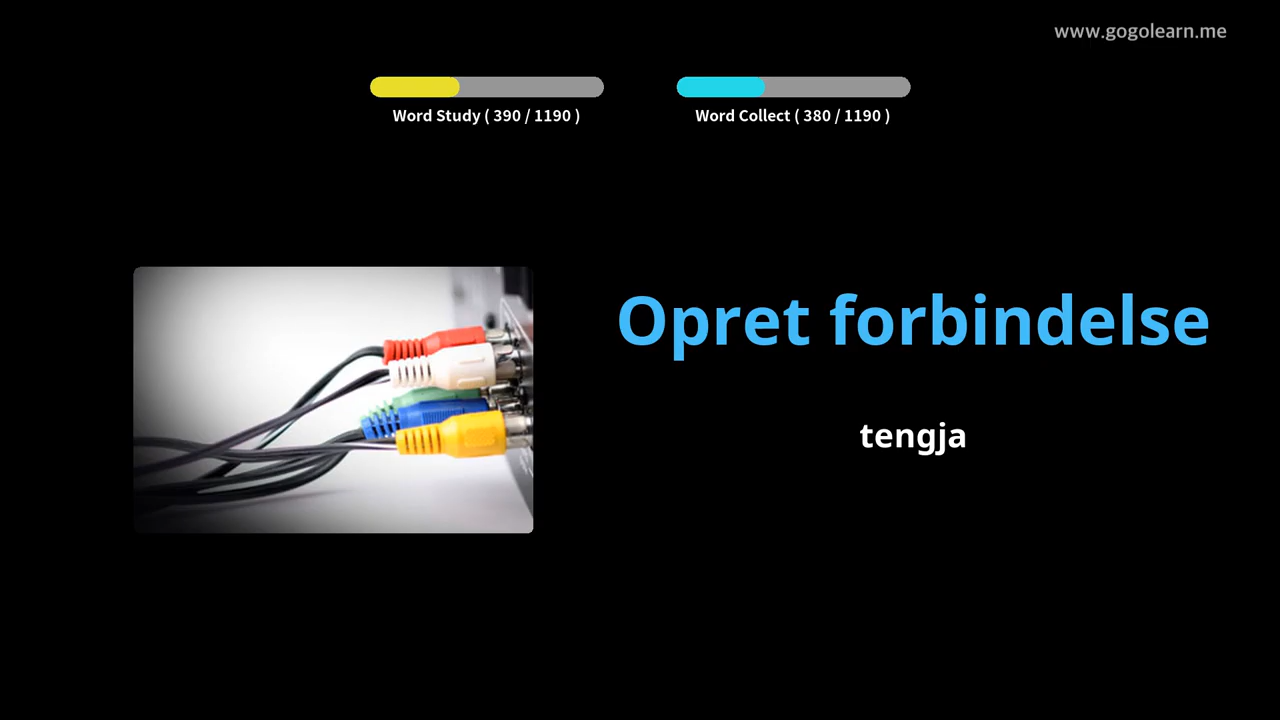 www.gogolearn.me
Word Study ( 390 / 1190 )
Word Collect ( 380 / 1190 )
Opret forbindelse
tengja